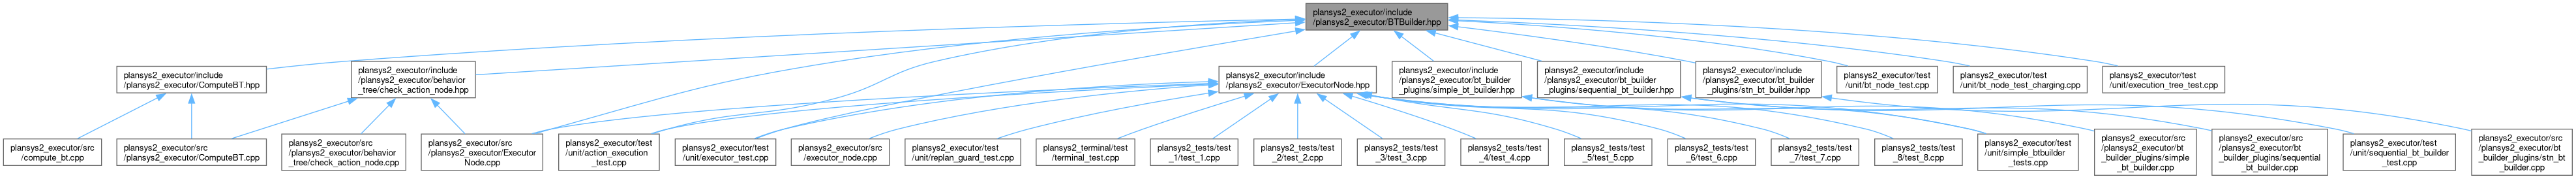 plansys2_executor/include
/plansys2_executor/BTBuilder.hpp
plansys2_executor/include
/plansys2_executor/ComputeBT.hpp
plansys2_executor/include
/plansys2_executor/behavior
_tree/check_action_node.hpp
plansys2_executor/include
/plansys2_executor/ExecutorNode.hpp
plansys2_executor/include
/plansys2_executor/bt_builder
_plugins/simple_bt_builder.hpp
plansys2_executor/include
/plansys2_executor/bt_builder
_plugins/sequential_bt_builder.hpp
plansys2_executor/include
/plansys2_executor/bt_builder
_plugins/stn_bt_builder.hpp
plansys2_executor/test
/unit/bt_node_test.cpp
plansys2_executor/test
/unit/bt_node_test_charging.cpp
plansys2_executor/test
/unit/execution_tree_test.cpp
plansys2_executor/src
/compute_bt.cpp
plansys2_executor/src
/plansys2_executor/ComputeBT.cpp
plansys2_executor/src
/plansys2_executor/behavior
_tree/check_action_node.cpp
plansys2_executor/src
/plansys2_executor/Executor
Node.cpp
plansys2_executor/test
/unit/action_execution
_test.cpp
plansys2_executor/test
/unit/executor_test.cpp
plansys2_executor/src
/executor_node.cpp
plansys2_executor/test
/unit/replan_guard_test.cpp
plansys2_terminal/test
/terminal_test.cpp
plansys2_tests/test
_1/test_1.cpp
plansys2_tests/test
_2/test_2.cpp
plansys2_tests/test
_3/test_3.cpp
plansys2_tests/test
_4/test_4.cpp
plansys2_tests/test
_5/test_5.cpp
plansys2_tests/test
_6/test_6.cpp
plansys2_tests/test
_7/test_7.cpp
plansys2_tests/test
_8/test_8.cpp
plansys2_executor/test
/unit/simple_btbuilder
_tests.cpp
plansys2_executor/src
/plansys2_executor/bt
_builder_plugins/simple
_bt_builder.cpp
plansys2_executor/src
/plansys2_executor/bt
_builder_plugins/sequential
_bt_builder.cpp
plansys2_executor/test
/unit/sequential_bt_builder
_test.cpp
plansys2_executor/src
/plansys2_executor/bt
_builder_plugins/stn_bt
_builder.cpp